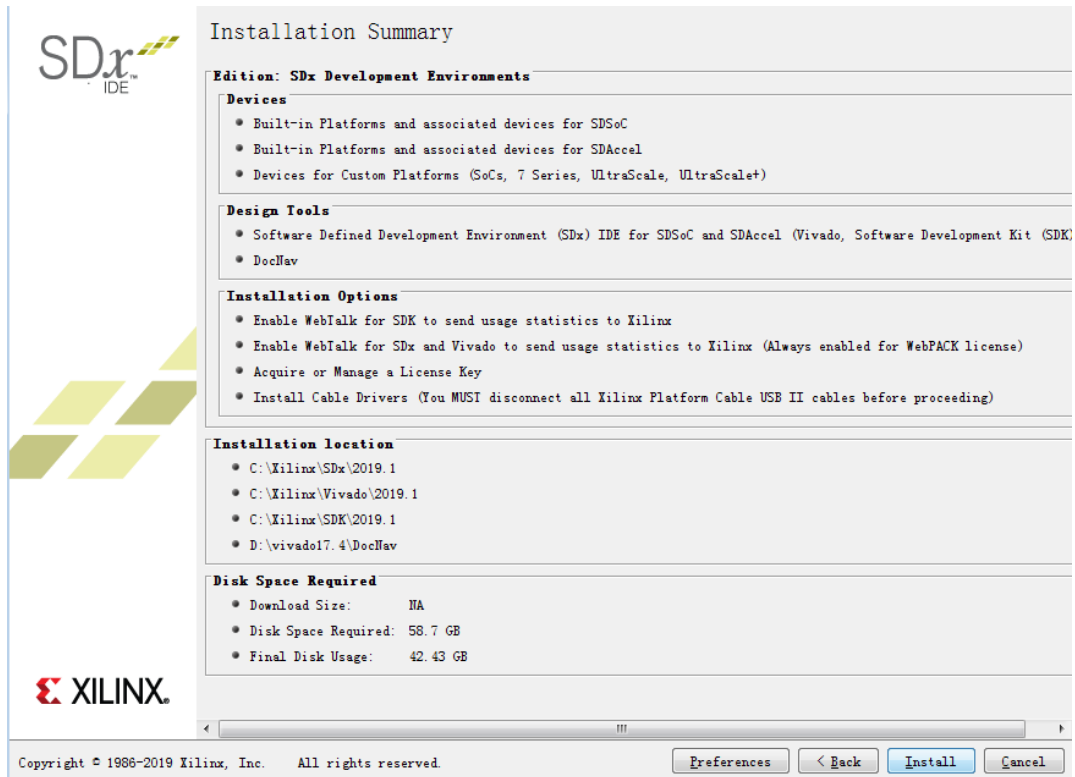 Installation Summary
SDx™
IDE
Edition: SDx Development Environments
Devices
Built-in Platforms and associated devices for SDSoC
Built-in Platforms and associated devices for SDAccel
Devices for Custom Platforms (SoCs, 7 Series, UltraScale, UltraScale+)
Design Tools
Software Defined Development Environment (SDx) IDE for SDSoC and SDAccel (Vivado, Software Development Kit (SDK)
DocNav
Installation Options
Enable WebTalk for SDK to send usage statistics to Xilinx
Enable WebTalk for SDx and Vivado to send usage statistics to Xilinx (Always enabled for WebPACK license)
Acquire or Manage a License Key
Install Cable Drivers (You MUST disconnect all Xilinx Platform Cable USB II cables before proceeding)
Installation location
C:\Xilinx\SDx\2019.1
C:\Xilinx\Vivado\2019.1
C:\Xilinx\SDK\2019.1
D:\vivado17.4\DocNav
Disk Space Required
Download Size: NA
Disk Space Required: 58.7 GB
Final Disk Usage: 42.43 GB
XILINX.
Copyright © 1986-2019 Xilinx, Inc. All rights reserved.
Preferences < Back Install Cancel